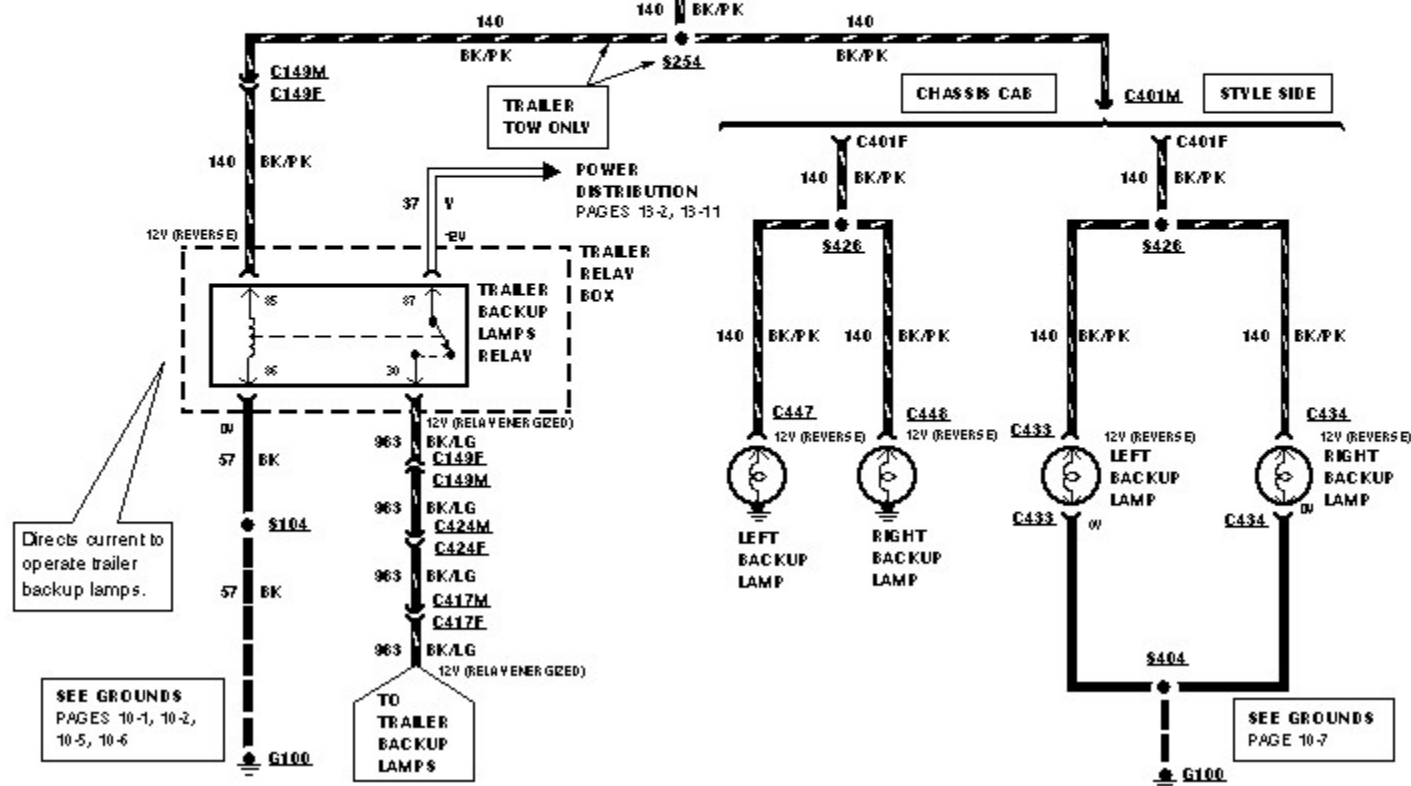 140 BK/PK
140
140
BK/PK
S254
BK/PK
C149M
C149F
TRAILER
TOW ONLY
CHASSIS CAB
C401M
STYLE SIDE
C401F
C401F
140 BK/PK
POWER
DISTRIBUTION
PAGES 13-2, 13-11
37 V
140 BK/PK
140 BK/PK
12V (REVERSE)
12V
S426
S426
TRAILER
RELAY
BOX
85
87
TRAILER
BACKUP
LAMPS
RELAY
86
30
140 BK/PK
140 BK/PK
140 BK/PK
140 BK/PK
0V
12V (RELAY ENERGIZED)
963 BK/LG
57 BK
C149F
C149M
C447
12V (REVERSE)
C448
12V (REVERSE)
C433
12V (REVERSE)
LEFT
BACKUP
LAMP
C434
12V (REVERSE)
RIGHT
BACKUP
LAMP
963 BK/LG
S104
C424M
C424F
C433
0V
C434
0V
LEFT
BACKUP
LAMP
RIGHT
BACKUP
LAMP
Directs current to
operate trailer
backup lamps.
57 BK
963 BK/LG
C417M
C417F
963 BK/LG
12V (RELAY ENERGIZED)
S404
SEE GROUNDS
PAGES 10-1, 10-2,
10-5, 10-6
TO
TRAILER
BACKUP
LAMPS
SEE GROUNDS
PAGE 10-7
G100
G100